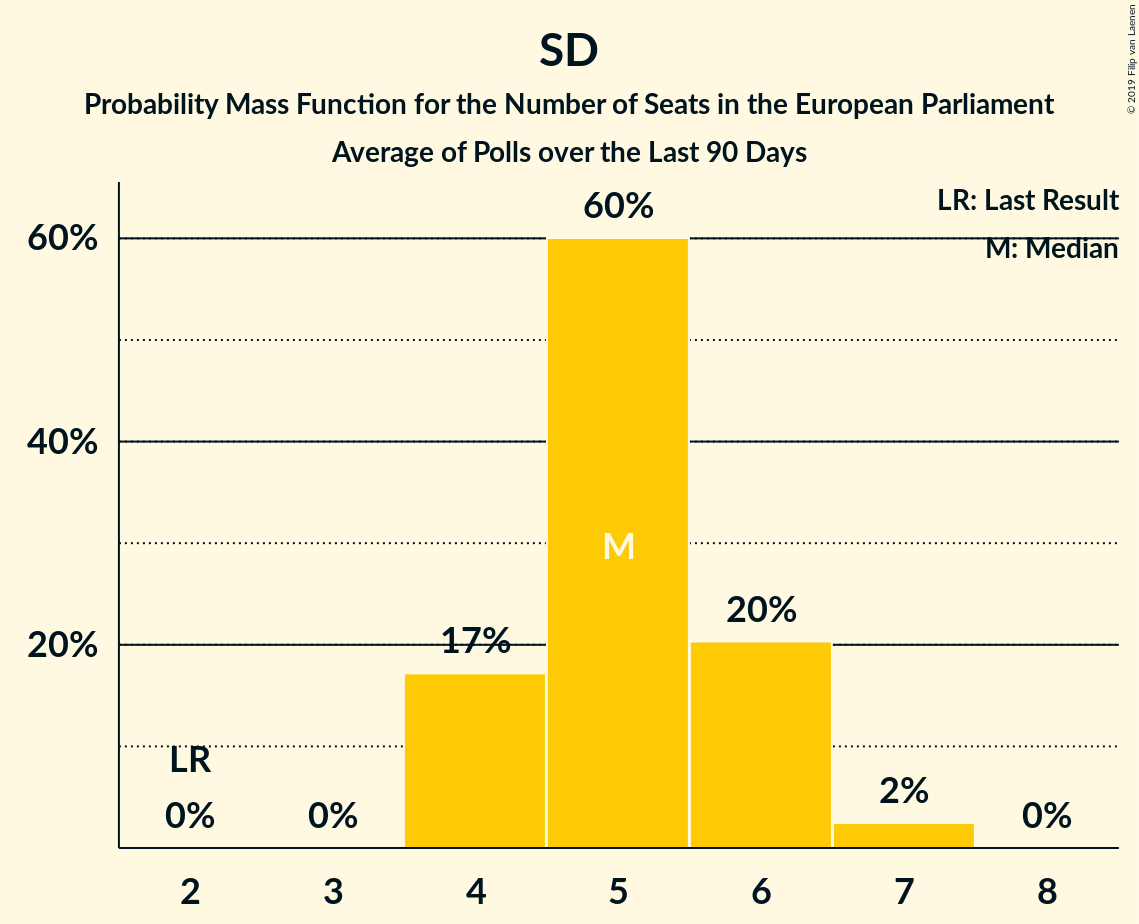 SD
Probability Mass Function for the Number of Seats in the European Parliament
Average of Polls over the Last 90 Days
© 2019 Filip van Laenen
LR: Last Result
M: Median
60%
40%
20%
LR
0%
0%
17%
60%
M
20%
2%
0%
2 3 4 5 6 7 8